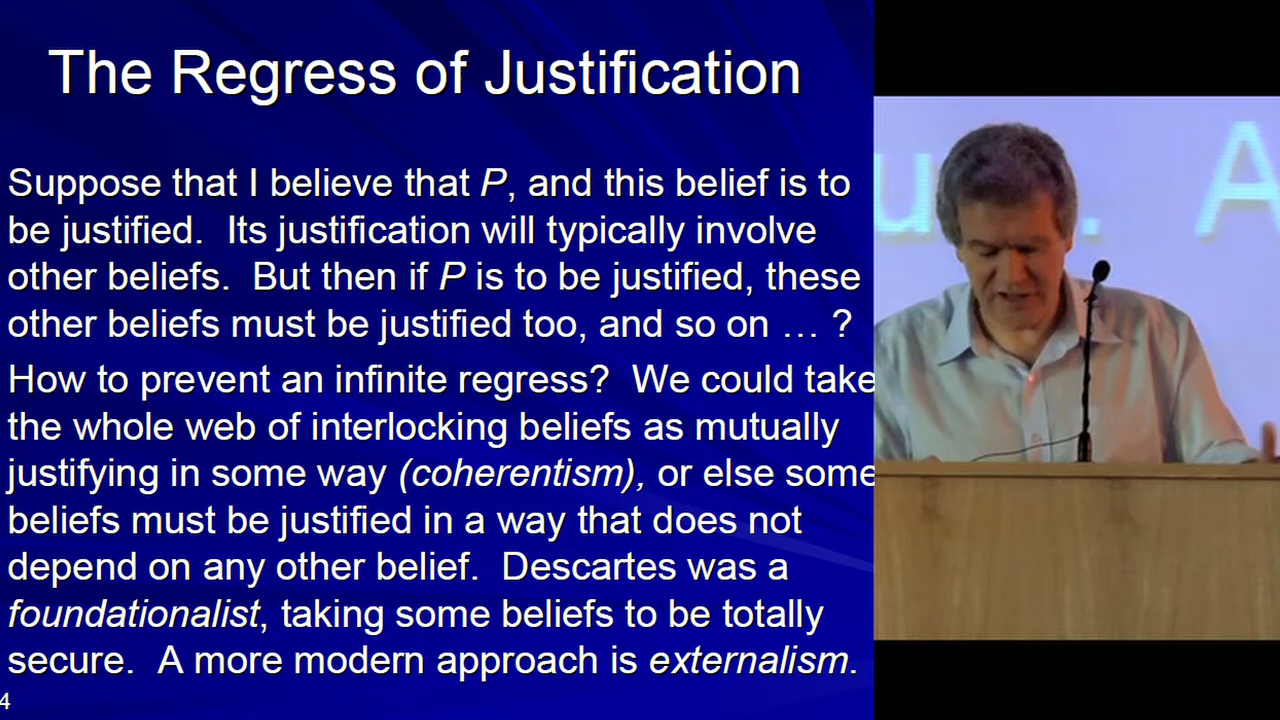 The Regress of Justification
Suppose that I believe that P, and this belief is to
be justified.  Its justification will typically involve
other beliefs.  But then if P is to be justified, these
other beliefs must be justified too, and so on … ?
How to prevent an infinite regress?  We could take
the whole web of interlocking beliefs as mutually
justifying in some way (coherentism), or else some
beliefs must be justified in a way that does not
depend on any other belief.  Descartes was a
foundationalist, taking some beliefs to be totally
secure.  A more modern approach is externalism.
4